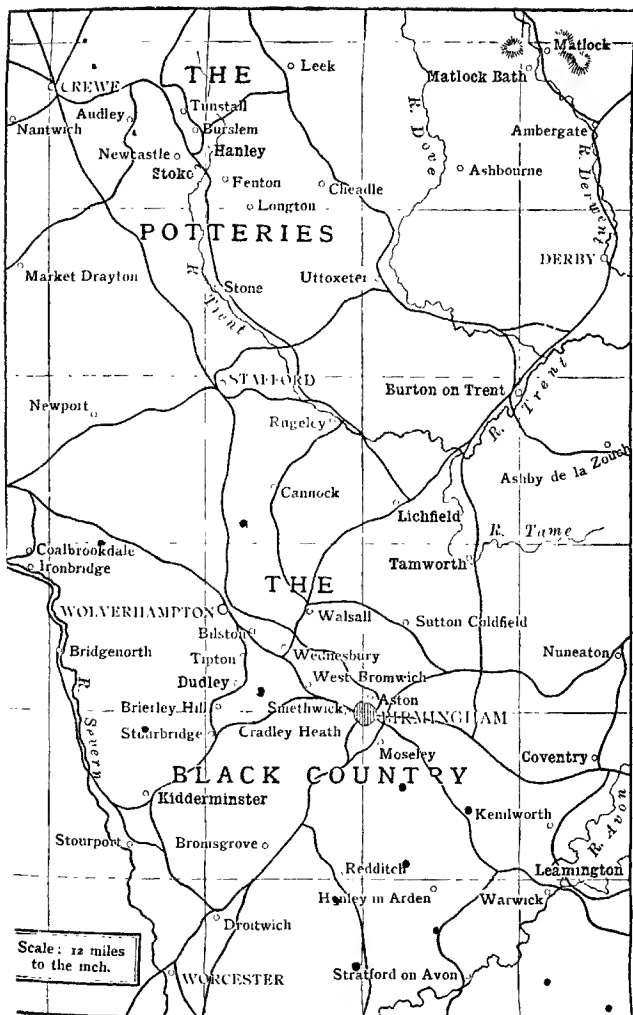 THE
Matlock
Leek
Matlock Bath
CREWE
Tunstall
Nantwich
Audley
Burslem
R. Dove
Ambergate
Newcastle
Hanley
R. Derwent
Stoke
Fenton
Cheadle
Ashbourne
Longton
POTTERIES
DERBY
Market Drayton
R. Trent
Stone
Uttoxeter
STAFFORD
Burton on Trent
R. Trent
Newport
Rugeley
Ashby de la Zouch
Cannock
Lichfield
R. Tame
Coalbrookdale
Ironbridge
Tamworth
THE
WOLVERHAMPTON
Walsall
Sutton Coldfield
Bilston
Bridgenorth
Tipton
Wednesbury
Nuneaton
Dudley
West Bromwich
R. Severn
Aston
Brierley Hill
Smethwick
BIRMINGHAM
Stourbridge
Cradley Heath
Moseley
Coventry
BLACK COUNTRY
Kidderminster
Kenilworth
R. Avon
Stourport
Bromsgrove
Redditch
Leamington
Henley in Arden
Warwick
Droitwich
Scale: 12 miles
to the inch.
WORCESTER
Stratford on Avon